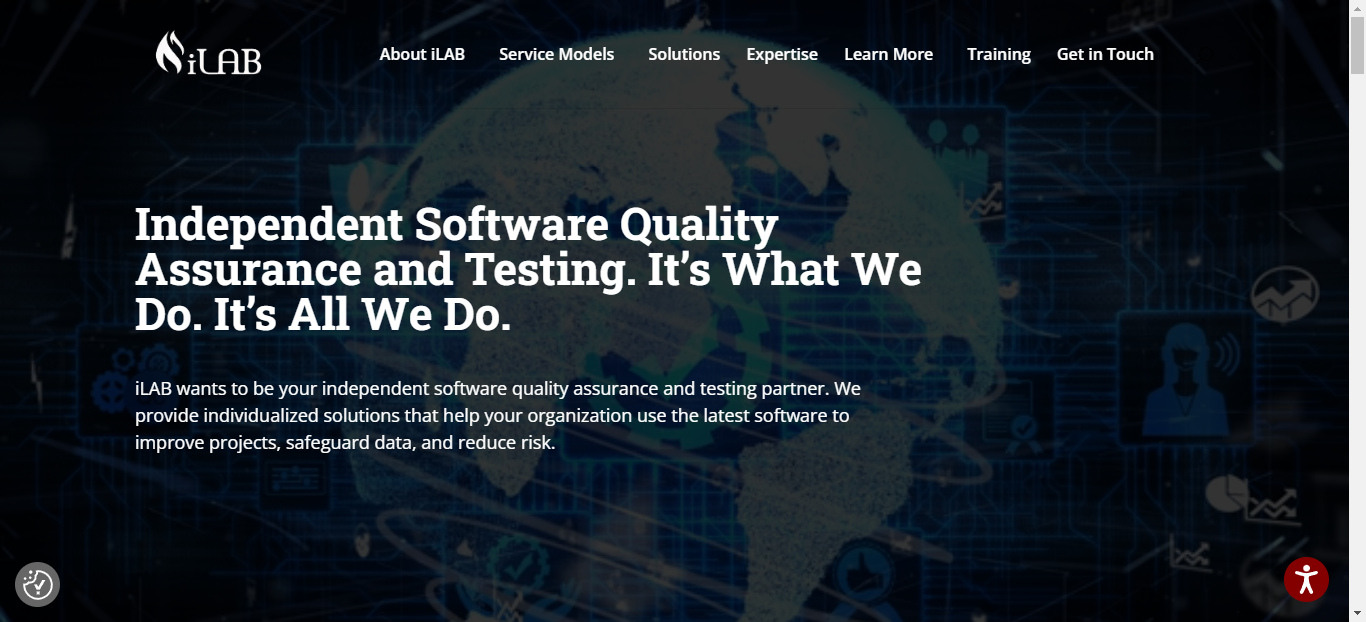 iLAB
About iLAB Service Models Solutions Expertise Learn More Training Get in Touch
Independent Software Quality
Assurance and Testing. It’s What We
Do. It’s All We Do.
iLAB wants to be your independent software quality assurance and testing partner. We
provide individualized solutions that help your organization use the latest software to
improve projects, safeguard data, and reduce risk.